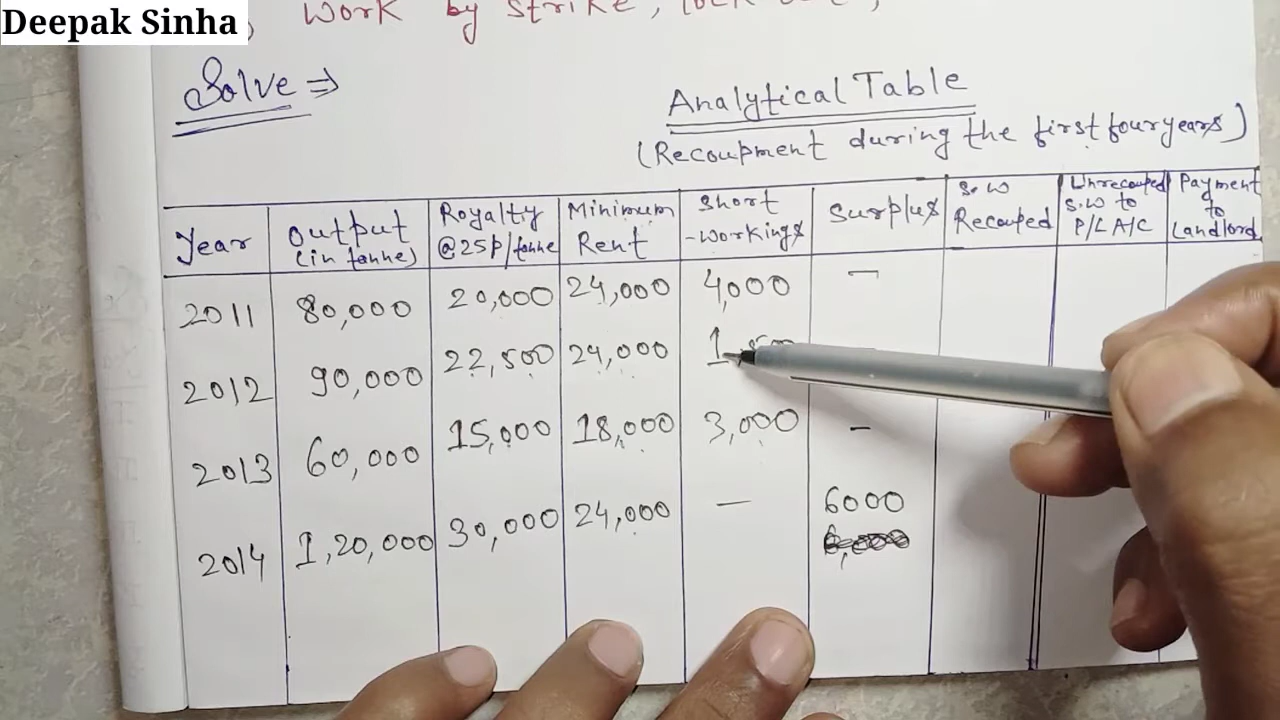 Deepak Sinha
Work by strike,
Solve ⇒
Analytical Table
(Recoupment during the first four years)
Year | Output (in tonne) | Royalty @25P/tonne | Minimum Rent | Short -workings | Surplus | S.W Recouped | Unrecouped S.W to P/L A/C | Payment to Landlord
2011 | 80,000 | 20,000 | 24,000 | 4,000 | –
2012 | 90,000 | 22,500 | 24,000
2013 | 60,000 | 15,000 | 18,000 | 3,000 | –
2014 | 1,20,000 | 30,000 | 24,000 | — | 6000